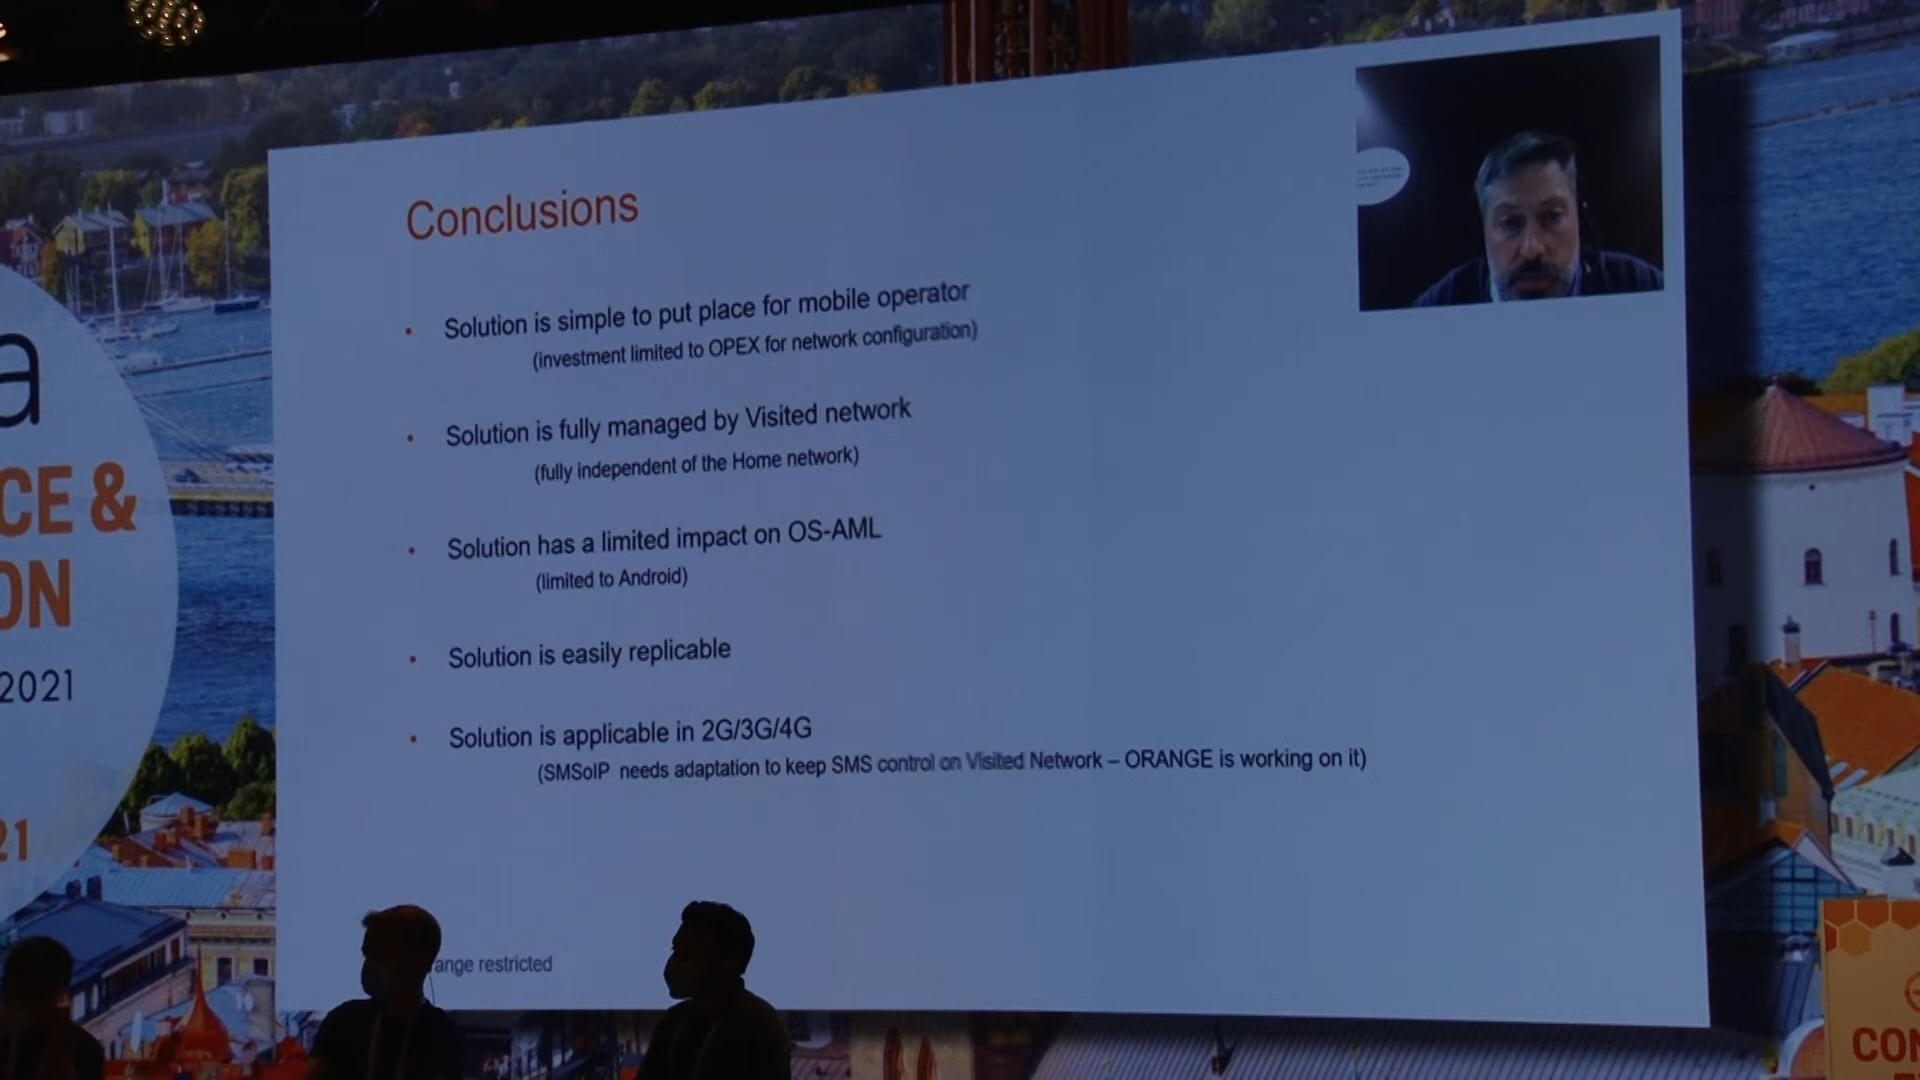 a
CE &
ON
2021
21
Conclusions
• Solution is simple to put place for mobile operator
(investment limited to OPEX for network configuration)
• Solution is fully managed by Visited network
(fully independent of the Home network)
• Solution has a limited impact on OS-AML
(limited to Android)
• Solution is easily replicable
• Solution is applicable in 2G/3G/4G
(SMSoIP needs adaptation to keep SMS control on Visited Network – ORANGE is working on it)
ange restricted
CON